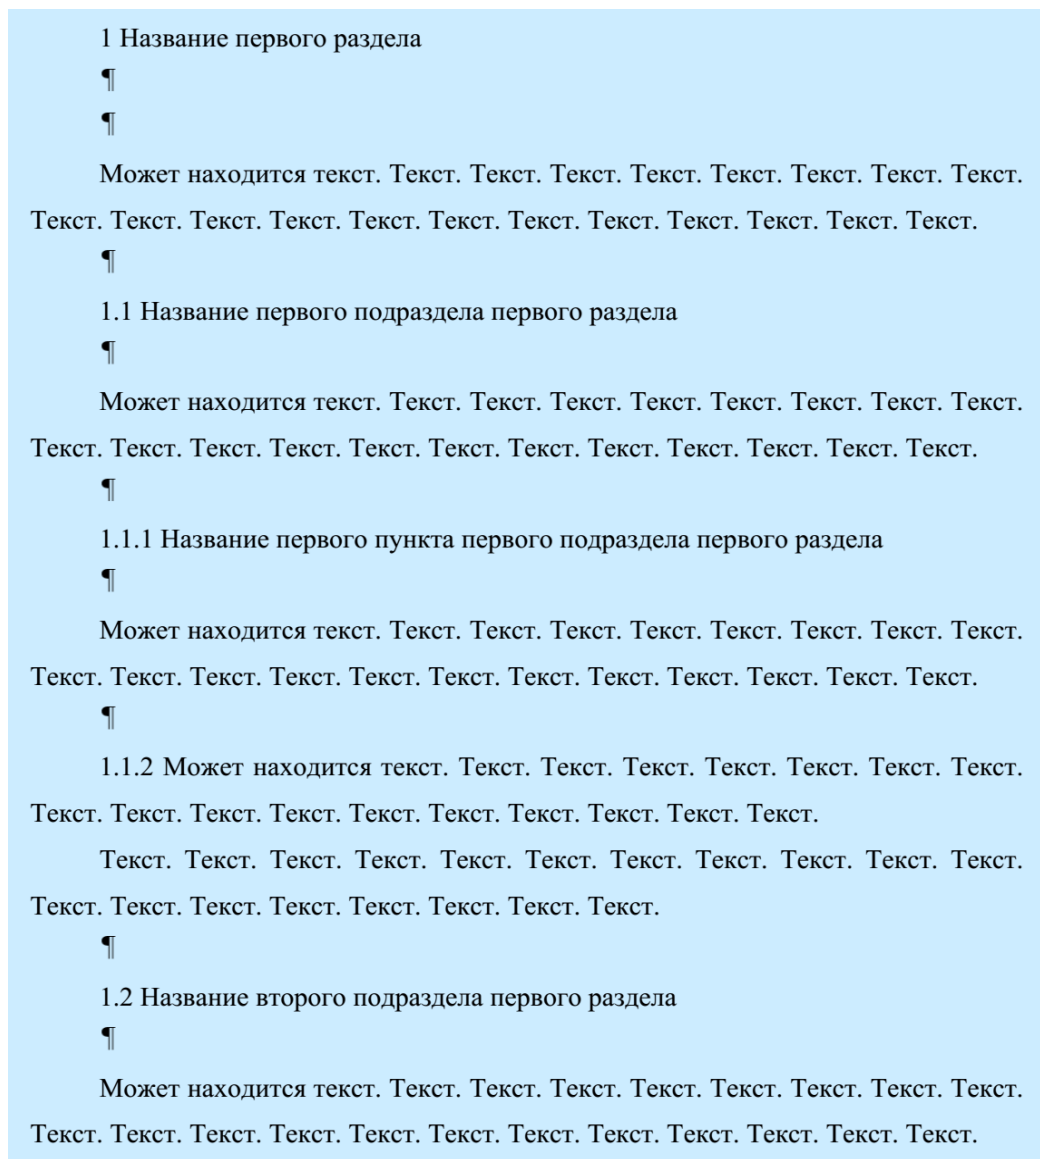 1 Название первого раздела
¶
¶
Может находится текст. Текст. Текст. Текст. Текст. Текст. Текст. Текст. Текст.
Текст. Текст. Текст. Текст. Текст. Текст. Текст. Текст. Текст. Текст. Текст. Текст.
¶
1.1 Название первого подраздела первого раздела
¶
Может находится текст. Текст. Текст. Текст. Текст. Текст. Текст. Текст. Текст.
Текст. Текст. Текст. Текст. Текст. Текст. Текст. Текст. Текст. Текст. Текст. Текст.
¶
1.1.1 Название первого пункта первого подраздела первого раздела
¶
Может находится текст. Текст. Текст. Текст. Текст. Текст. Текст. Текст. Текст.
Текст. Текст. Текст. Текст. Текст. Текст. Текст. Текст. Текст. Текст. Текст. Текст.
¶
1.1.2 Может находится текст. Текст. Текст. Текст. Текст. Текст. Текст. Текст.
Текст. Текст. Текст. Текст. Текст. Текст. Текст. Текст. Текст. Текст.
Текст. Текст. Текст. Текст. Текст. Текст. Текст. Текст. Текст. Текст. Текст.
Текст. Текст. Текст. Текст. Текст. Текст. Текст. Текст.
¶
1.2 Название второго подраздела первого раздела
¶
Может находится текст. Текст. Текст. Текст. Текст. Текст. Текст. Текст. Текст.
Текст. Текст. Текст. Текст. Текст. Текст. Текст. Текст. Текст. Текст. Текст. Текст.